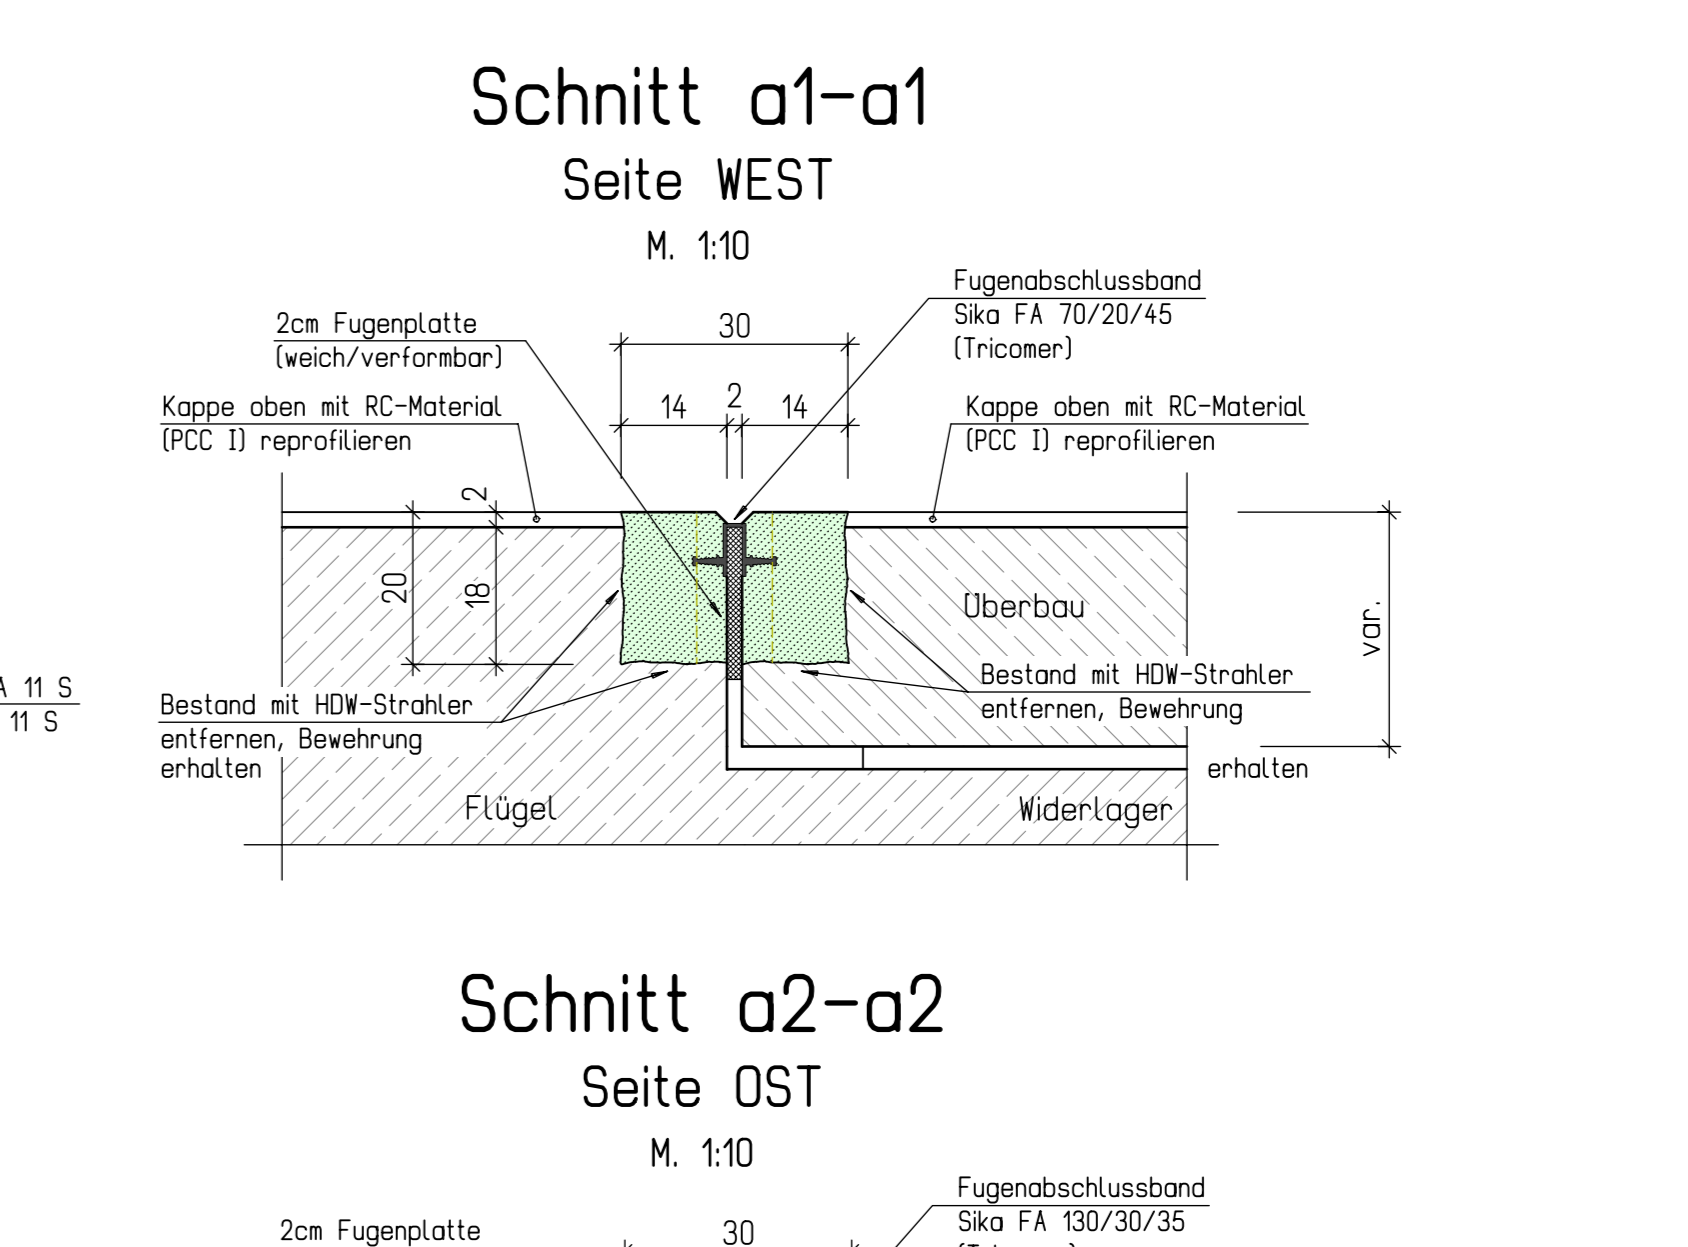 Schnitt a1-a1
Seite WEST
M. 1:10
Fugenabschlussband
Sika FA 70/20/45
(Tricomer)
2cm Fugenplatte
(weich/verformbar)
30
14
2
14
Kappe oben mit RC-Material
(PCC I) reprofilieren
Kappe oben mit RC-Material
(PCC I) reprofilieren
2
20
18
Überbau
var.
A 11 S
11 S
Bestand mit HDW-Strahler
entfernen, Bewehrung
erhalten
Bestand mit HDW-Strahler
entfernen, Bewehrung
erhalten
Flügel
Widerlager
Schnitt a2-a2
Seite OST
M. 1:10
Fugenabschlussband
Sika FA 130/30/35
2cm Fugenplatte
30